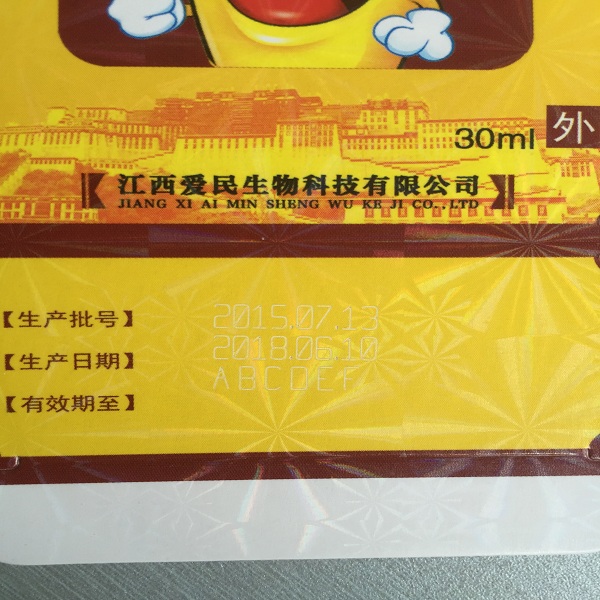 30ml 外
江西爱民生物科技有限公司
JIANG XI AI MIN SHENG WU KE JI CO.,LTD
【生产批号】 2015.07.13
【生产日期】 2018.06.10
【有效期至】 ABCDEF